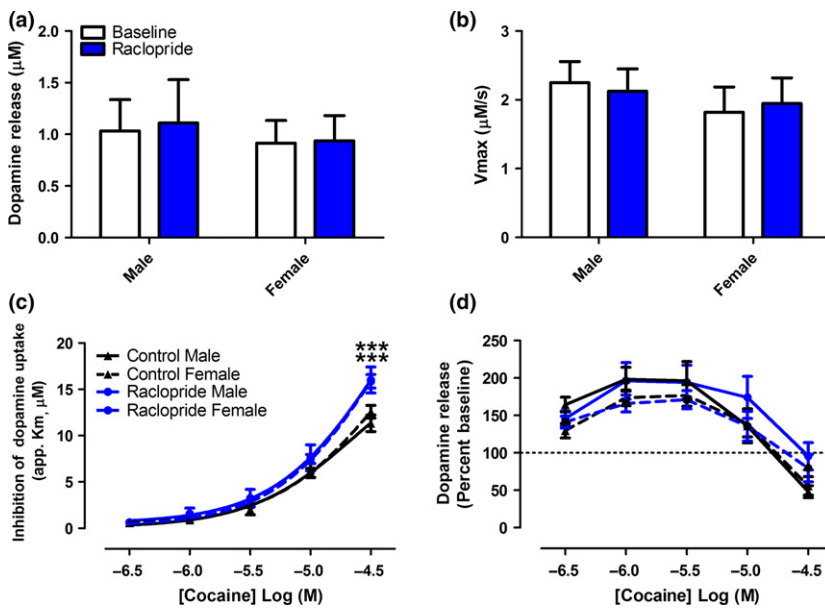 (a)
Dopamine release (μM)
Baseline
Raclopride
1.5
1.0
0.5
0.0
Male
Female
(b)
Vmax (μM/s)
3
2
1
0
Male
Female
(c)
Inhibition of dopamine uptake
(app. Km, μM)
20
15
10
5
0
Control Male
Control Female
Raclopride Male
Raclopride Female
***
***
–6.5
–6.0
–5.5
–5.0
–4.5
[Cocaine] Log (M)
(d)
Dopamine release
(Percent baseline)
250
200
150
100
50
0
–6.5
–6.0
–5.5
–5.0
–4.5
[Cocaine] Log (M)